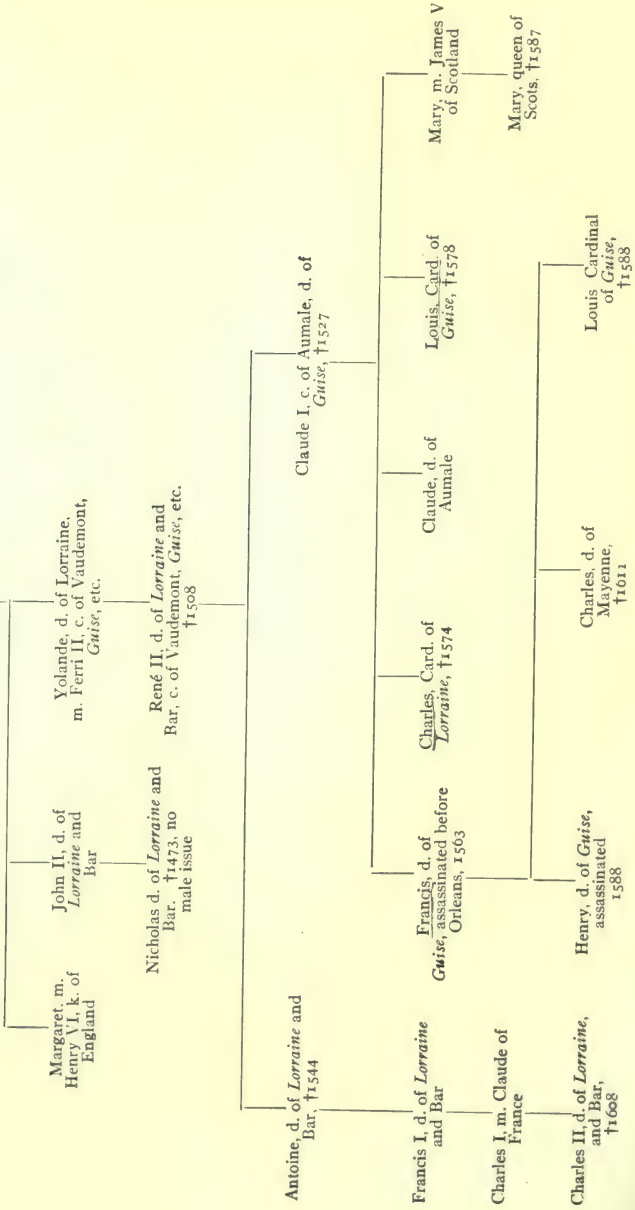 Margaret, m.
Henry VI, k. of
England
John II, d. of
Lorraine and
Bar
Yolande, d. of Lorraine,
m. Ferri II, c. of Vaudemont,
Guise, etc.
Nicholas d. of Lorraine and
Bar. †1473, no
male issue
René II, d. of Lorraine and
Bar, c. of Vaudemont, Guise, etc.
†1508
Antoine, d. of Lorraine and
Bar, †1544
Claude I, c. of Aumale, d. of
Guise, †1527
Francis I, d. of Lorraine
and Bar
Francis, d. of
Guise, assassinated before
Orleans, 1563
Charles, Card. of
Lorraine, †1574
Claude, d. of
Aumale
Louis, Card. of
Guise, †1578
Mary, m. James V
of Scotland
Charles I, m. Claude of
France
Mary, queen of
Scots, †1587
Charles II, d. of Lorraine,
and Bar,
†1608
Henry, d. of Guise,
assassinated
1588
Charles, d. of
Mayenne,
†1611
Louis Cardinal
of Guise,
†1588